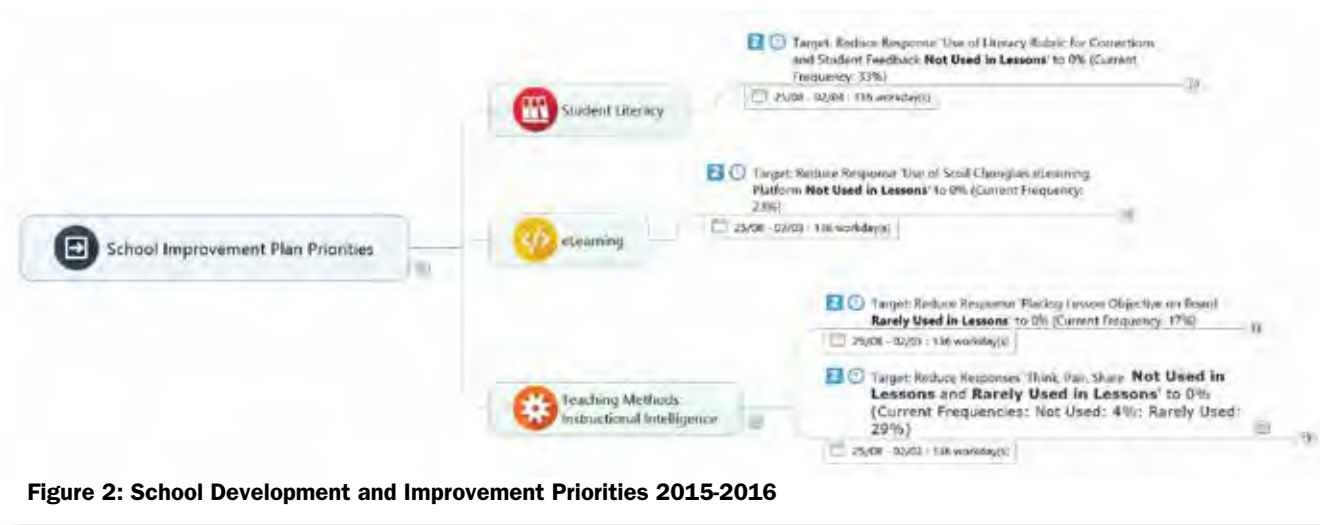 2 Target: Reduce Response 'Use of Literacy Rubric for Corrections
and Student Feedback Not Used in Lessons' to 0% (Current
Frequency: 33%)
25/08 - 02/03 : 136 workday(s)
Student Literacy
2 Target: Reduce Response 'Use of Scoil Chonglais eLearning
Platform Not Used in Lessons' to 0% (Current Frequency:
23%)
25/08 - 02/03 : 136 workday(s)
eLearning
School Improvement Plan Priorities
2 Target: Reduce Response 'Placing Lesson Objective on Board
Rarely Used in Lessons' to 0% (Current Frequency: 17%)
25/08 - 02/03 : 136 workday(s)
Teaching Methods:
Instructional Intelligence
2 Target: Reduce Responses 'Think, Pair, Share Not Used in
Lessons and Rarely Used in Lessons' to 0%
(Current Frequencies: Not Used: 4%; Rarely Used:
29%)
25/08 - 02/03 : 136 workday(s)
Figure 2: School Development and Improvement Priorities 2015-2016